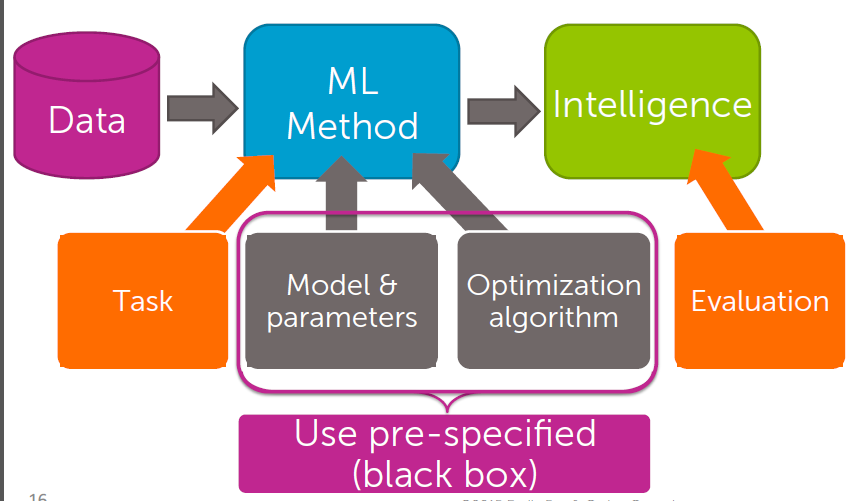 Data
ML
Method
Intelligence
Task
Model &
parameters
Optimization
algorithm
Evaluation
Use pre-specified
(black box)
16